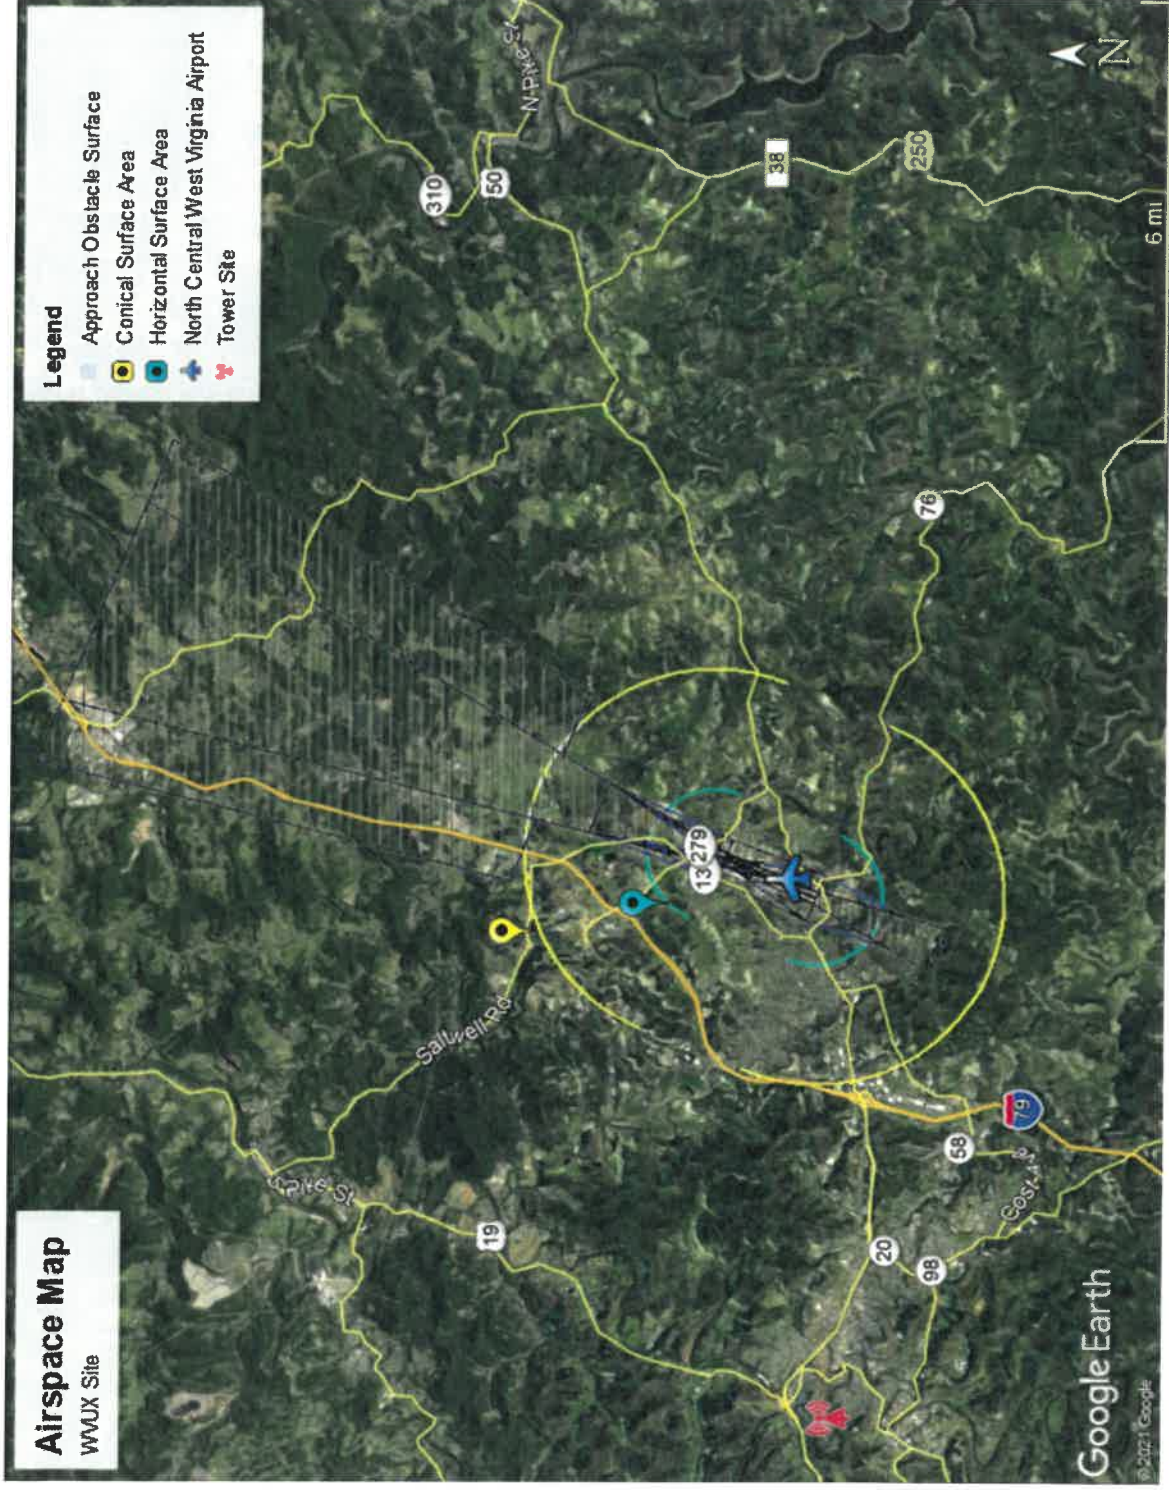 Airspace Map
WVUX Site
Legend
Approach Obstacle Surface
Conical Surface Area
Horizontal Surface Area
North Central West Virginia Airport
Tower Site
N Pike St
310
50
38
250
76
Saltwell Rd
279
13
S Pike St
19
79
58
20
98
Gost Ave
Google Earth
© 2021 Google
N
6 mi